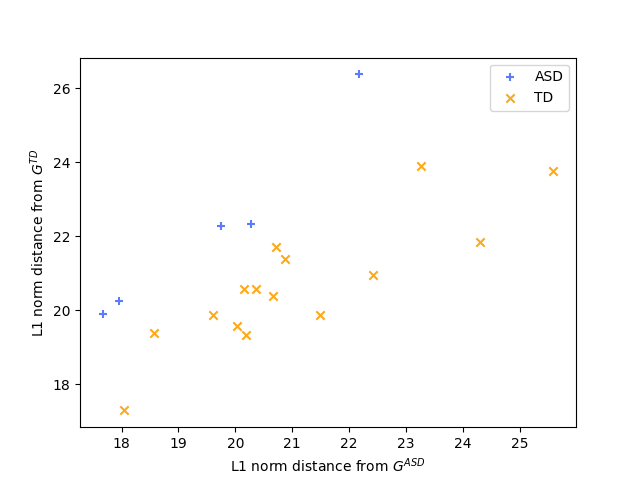 ASD
TD
26
24
22
20
18
L1 norm distance from G^{TD}
18 19 20 21 22 23 24 25
L1 norm distance from G^{ASD}